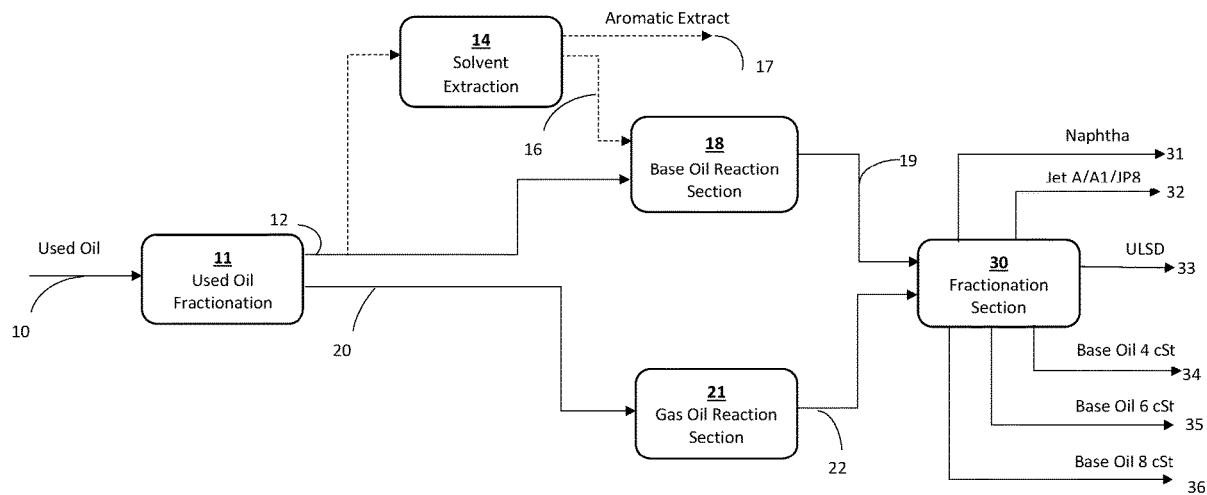 Aromatic Extract
14
Solvent
Extraction
17
16
18
Base Oil Reaction
Section
19
Naphtha
31
Jet A/A1/JP8
32
12
Used Oil
10
11
Used Oil
Fractionation
20
30
Fractionation
Section
ULSD
33
21
Gas Oil Reaction
Section
22
Base Oil 4 cSt
34
Base Oil 6 cSt
35
Base Oil 8 cSt
36